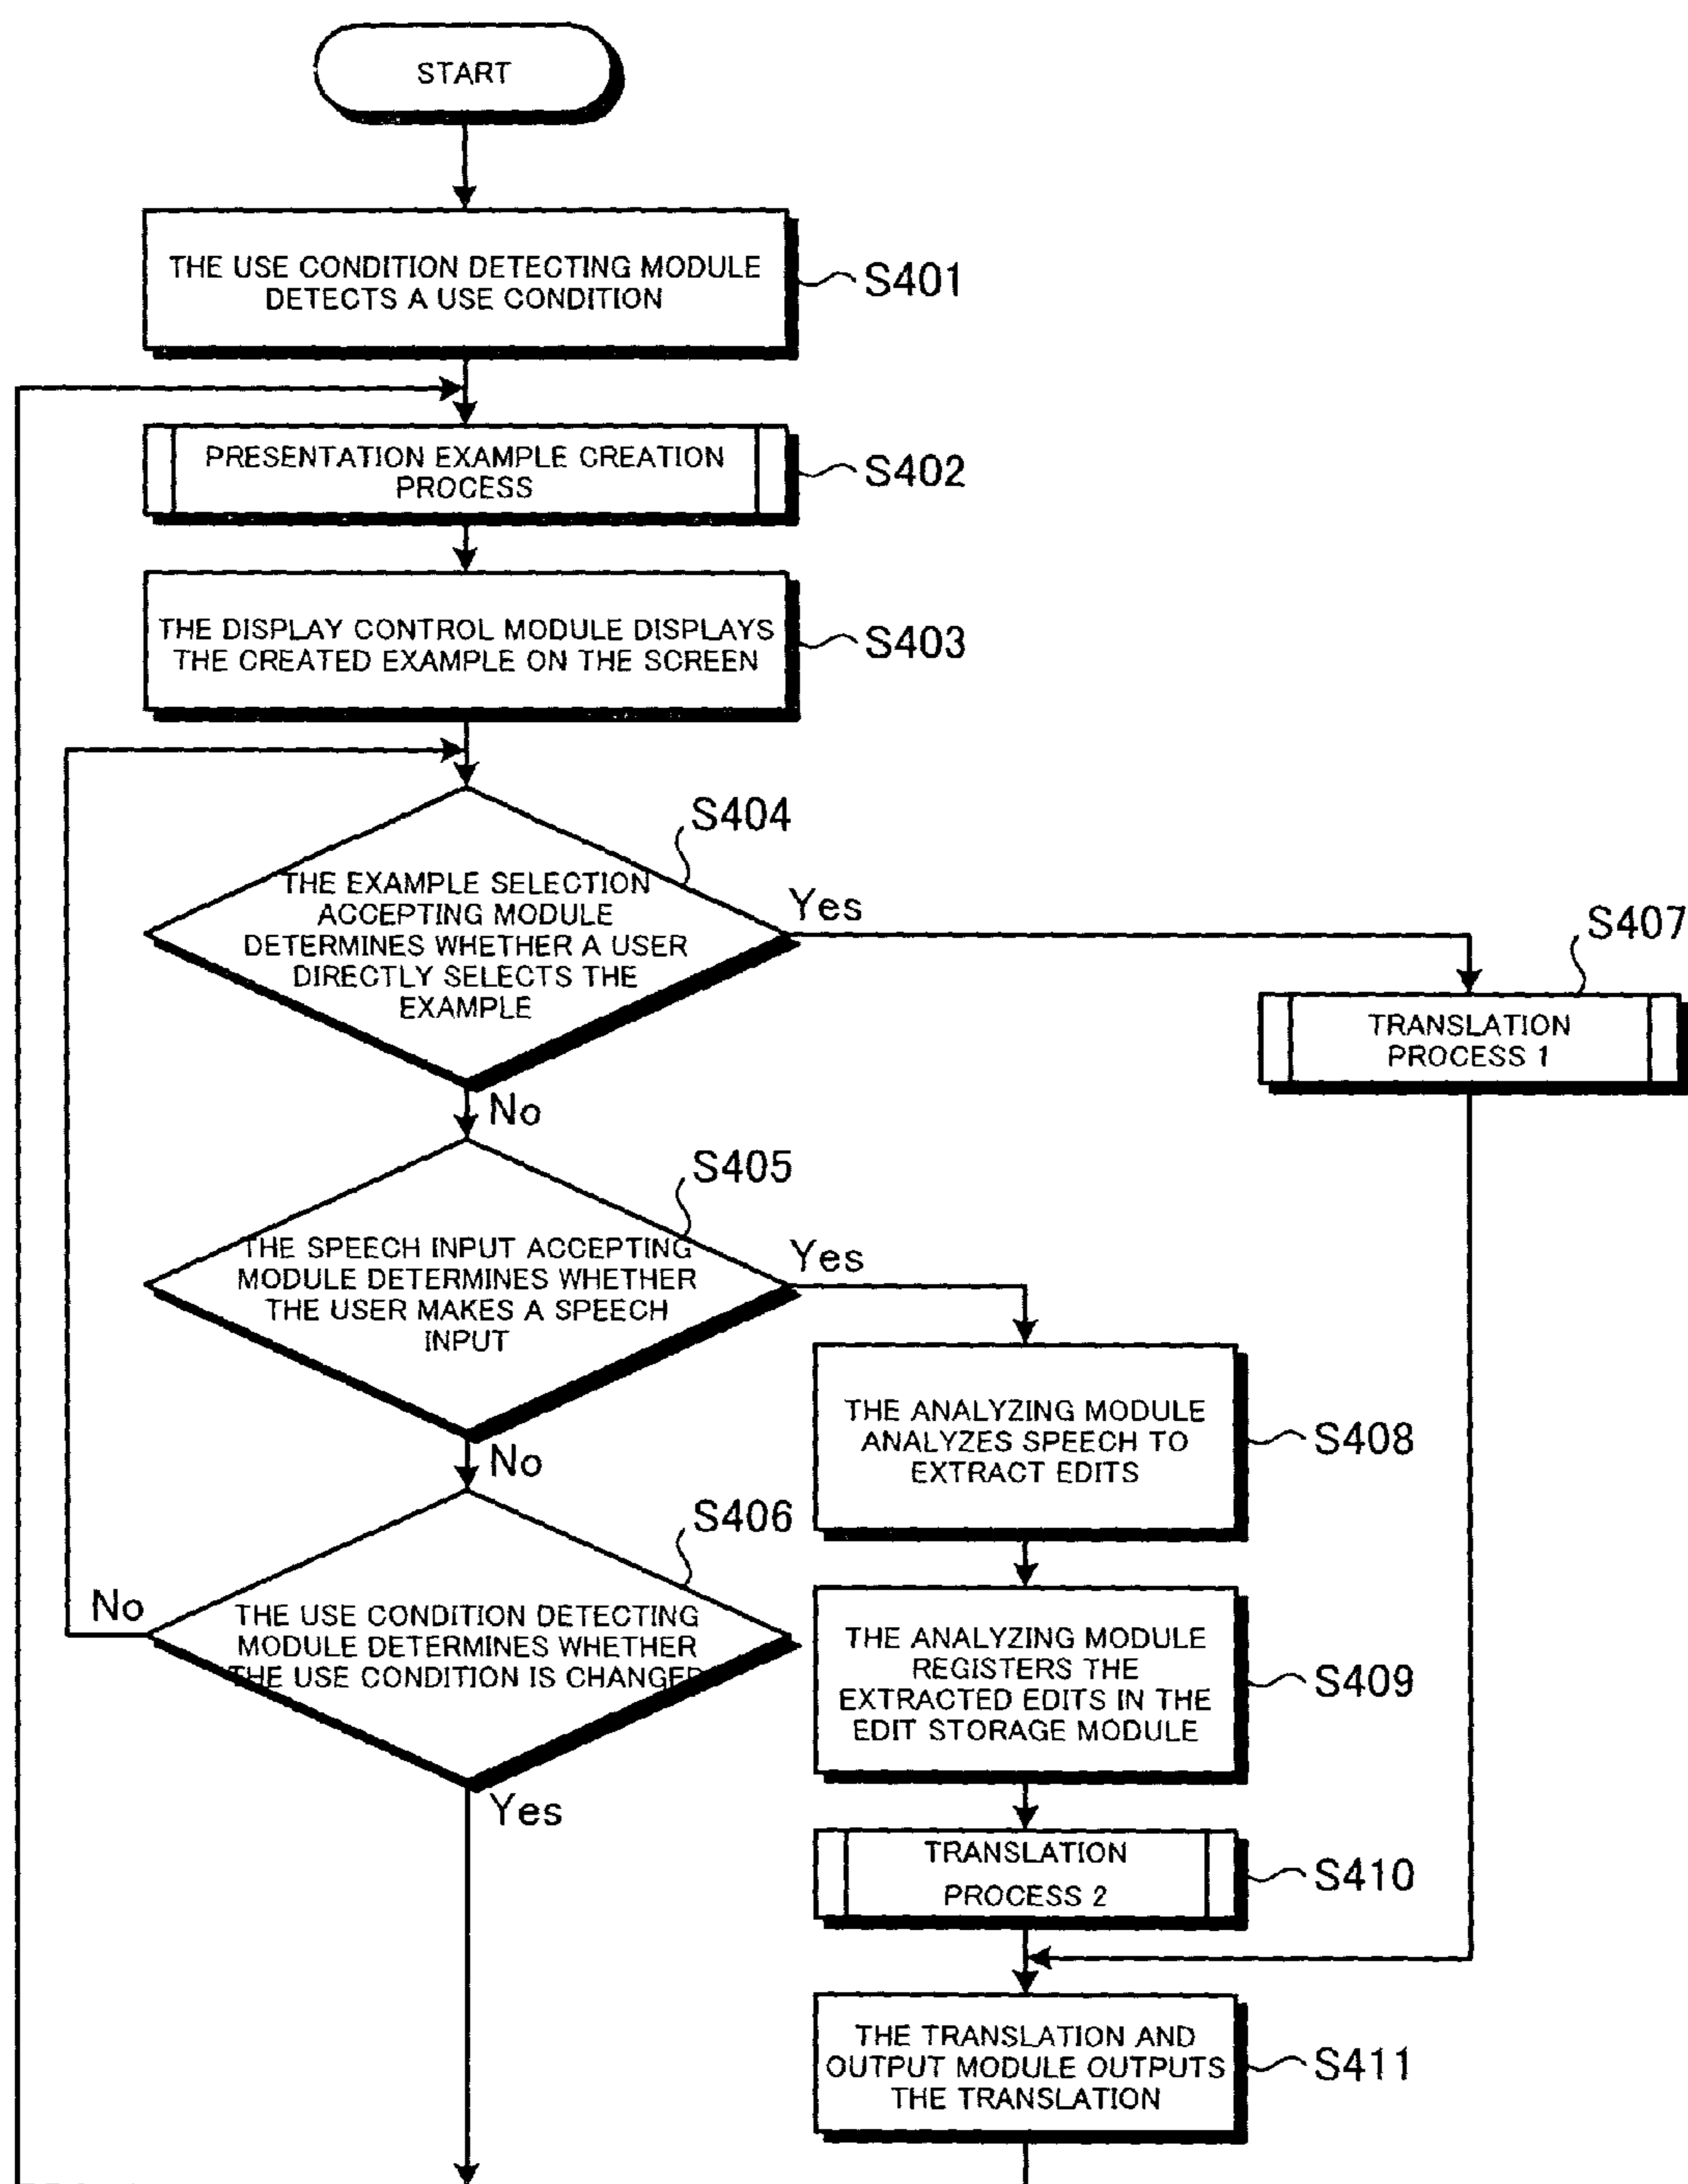 START
THE USE CONDITION DETECTING MODULE
DETECTS A USE CONDITION
S401
PRESENTATION EXAMPLE CREATION
PROCESS
S402
THE DISPLAY CONTROL MODULE DISPLAYS
THE CREATED EXAMPLE ON THE SCREEN
S403
S404
THE EXAMPLE SELECTION
ACCEPTING MODULE
DETERMINES WHETHER A USER
DIRECTLY SELECTS THE
EXAMPLE
Yes
No
S407
TRANSLATION
PROCESS 1
S405
THE SPEECH INPUT ACCEPTING
MODULE DETERMINES WHETHER
THE USER MAKES A SPEECH
INPUT
Yes
No
S406
THE USE CONDITION DETECTING
MODULE DETERMINES WHETHER
THE USE CONDITION IS CHANGED
No
Yes
THE ANALYZING MODULE
ANALYZES SPEECH TO
EXTRACT EDITS
S408
THE ANALYZING MODULE
REGISTERS THE
EXTRACTED EDITS IN THE
EDIT STORAGE MODULE
S409
TRANSLATION
PROCESS 2
S410
THE TRANSLATION AND
OUTPUT MODULE OUTPUTS
THE TRANSLATION
S411